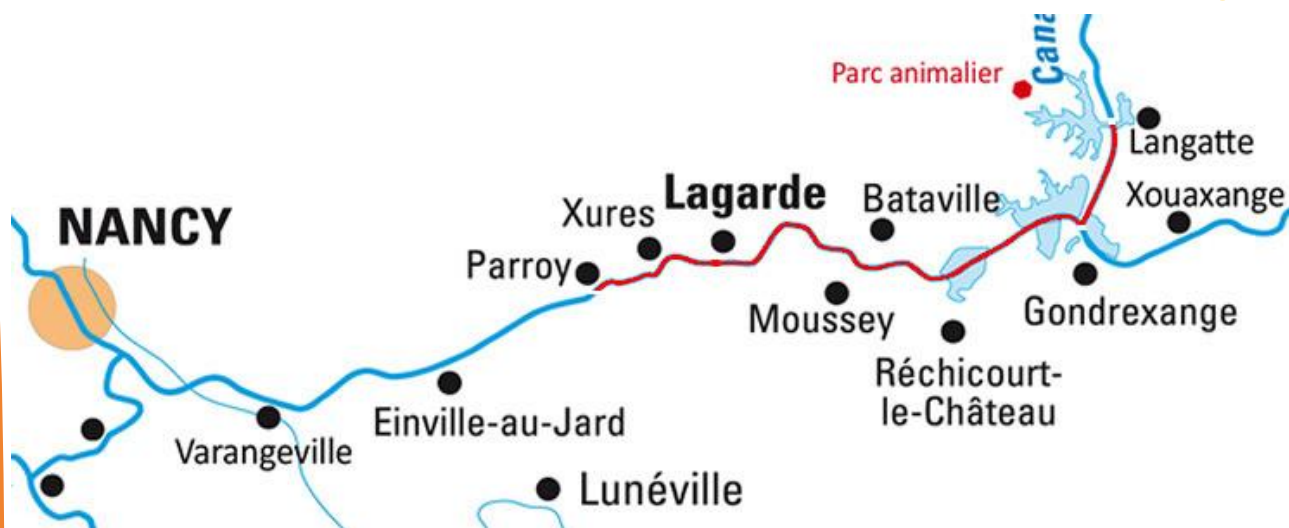 Cana
Parc animalier
Langatte
Lagarde
Bataville
Xouaxange
Xures
NANCY
Parroy
Moussey
Gondrexange
Réchicourt-
le-Château
Einville-au-Jard
Varangeville
Lunéville